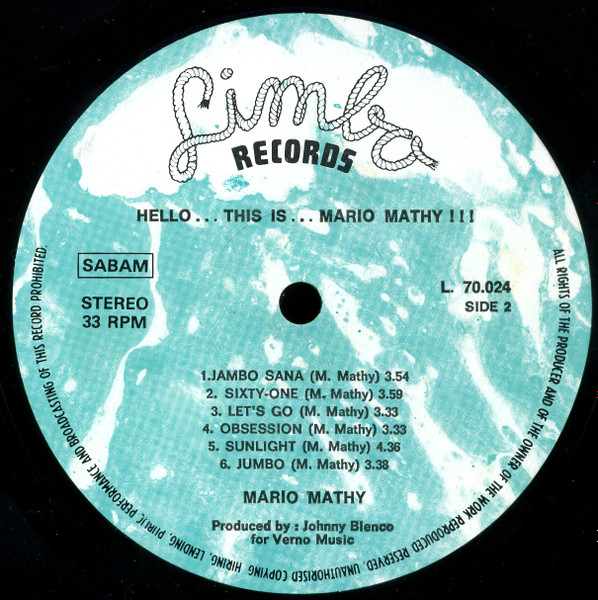 Limbo
RECORDS
HELLO... THIS IS... MARIO MATHY !!!
SABAM
STEREO
33 RPM
L. 70.024
SIDE 2
1.JAMBO SANA (M. Mathy) 3.54
2. SIXTY-ONE (M. Mathy) 3.59
3. LET'S GO (M. Mathy) 3.33
4. OBSESSION (M. Mathy) 3.33
5. SUNLIGHT (M. Mathy) 4.36
6. JUMBO (M. Mathy) 3.38
MARIO MATHY
Produced by : Johnny Blenco
for Verno Music
ALL RIGHTS OF THE PRODUCER AND OF THE OWNER OF THE WORK REPRODUCED RESERVED. UNAUTHORISED COPYING, HIRING, LENDING, PUBLIC PERFORMANCE AND BROADCASTING OF THIS RECORD PROHIBITED.